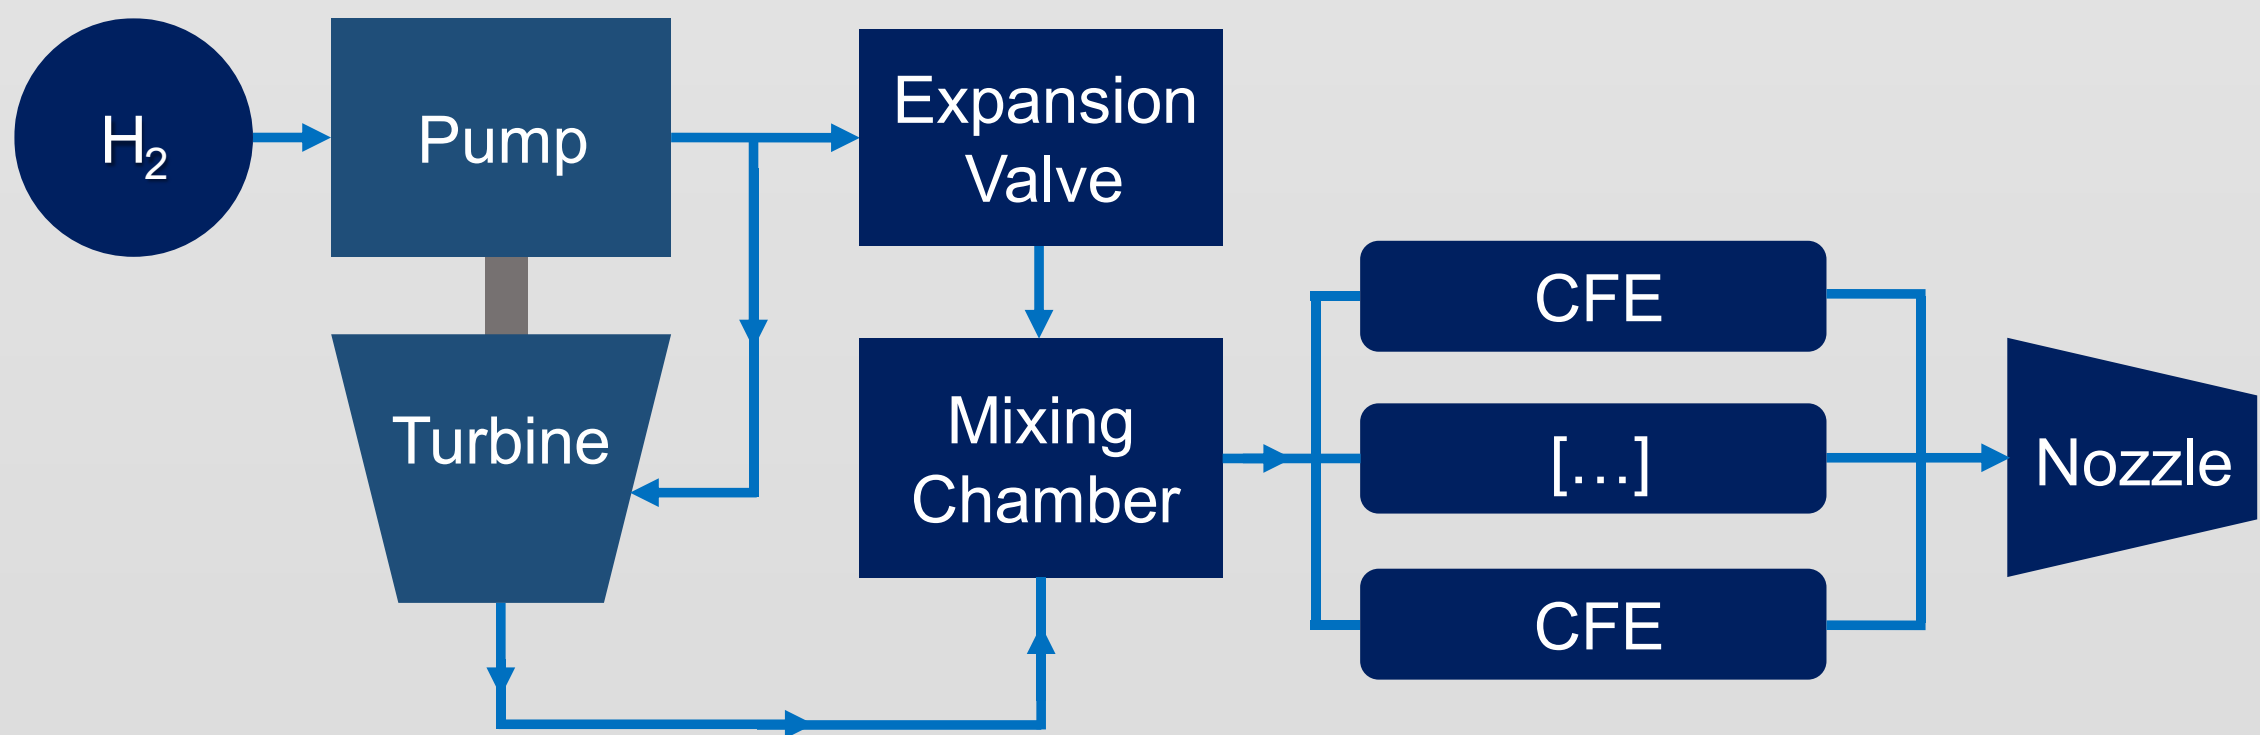 H₂
Pump
Expansion
Valve
Turbine
Mixing
Chamber
CFE
[…]
CFE
Nozzle